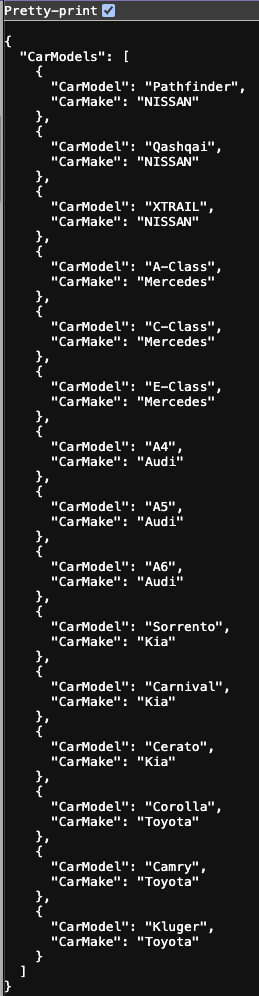 Pretty-print
{
  "CarModels": [
    {
      "CarModel": "Pathfinder",
      "CarMake": "NISSAN"
    },
    {
      "CarModel": "Qashqai",
      "CarMake": "NISSAN"
    },
    {
      "CarModel": "XTRAIL",
      "CarMake": "NISSAN"
    },
    {
      "CarModel": "A-Class",
      "CarMake": "Mercedes"
    },
    {
      "CarModel": "C-Class",
      "CarMake": "Mercedes"
    },
    {
      "CarModel": "E-Class",
      "CarMake": "Mercedes"
    },
    {
      "CarModel": "A4",
      "CarMake": "Audi"
    },
    {
      "CarModel": "A5",
      "CarMake": "Audi"
    },
    {
      "CarModel": "A6",
      "CarMake": "Audi"
    },
    {
      "CarModel": "Sorrento",
      "CarMake": "Kia"
    },
    {
      "CarModel": "Carnival",
      "CarMake": "Kia"
    },
    {
      "CarModel": "Cerato",
      "CarMake": "Kia"
    },
    {
      "CarModel": "Corolla",
      "CarMake": "Toyota"
    },
    {
      "CarModel": "Camry",
      "CarMake": "Toyota"
    },
    {
      "CarModel": "Kluger",
      "CarMake": "Toyota"
    }
  ]
}